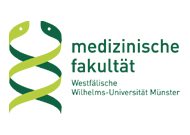 medizinische
fakultät
Westfälische
Wilhelms-Universität Münster